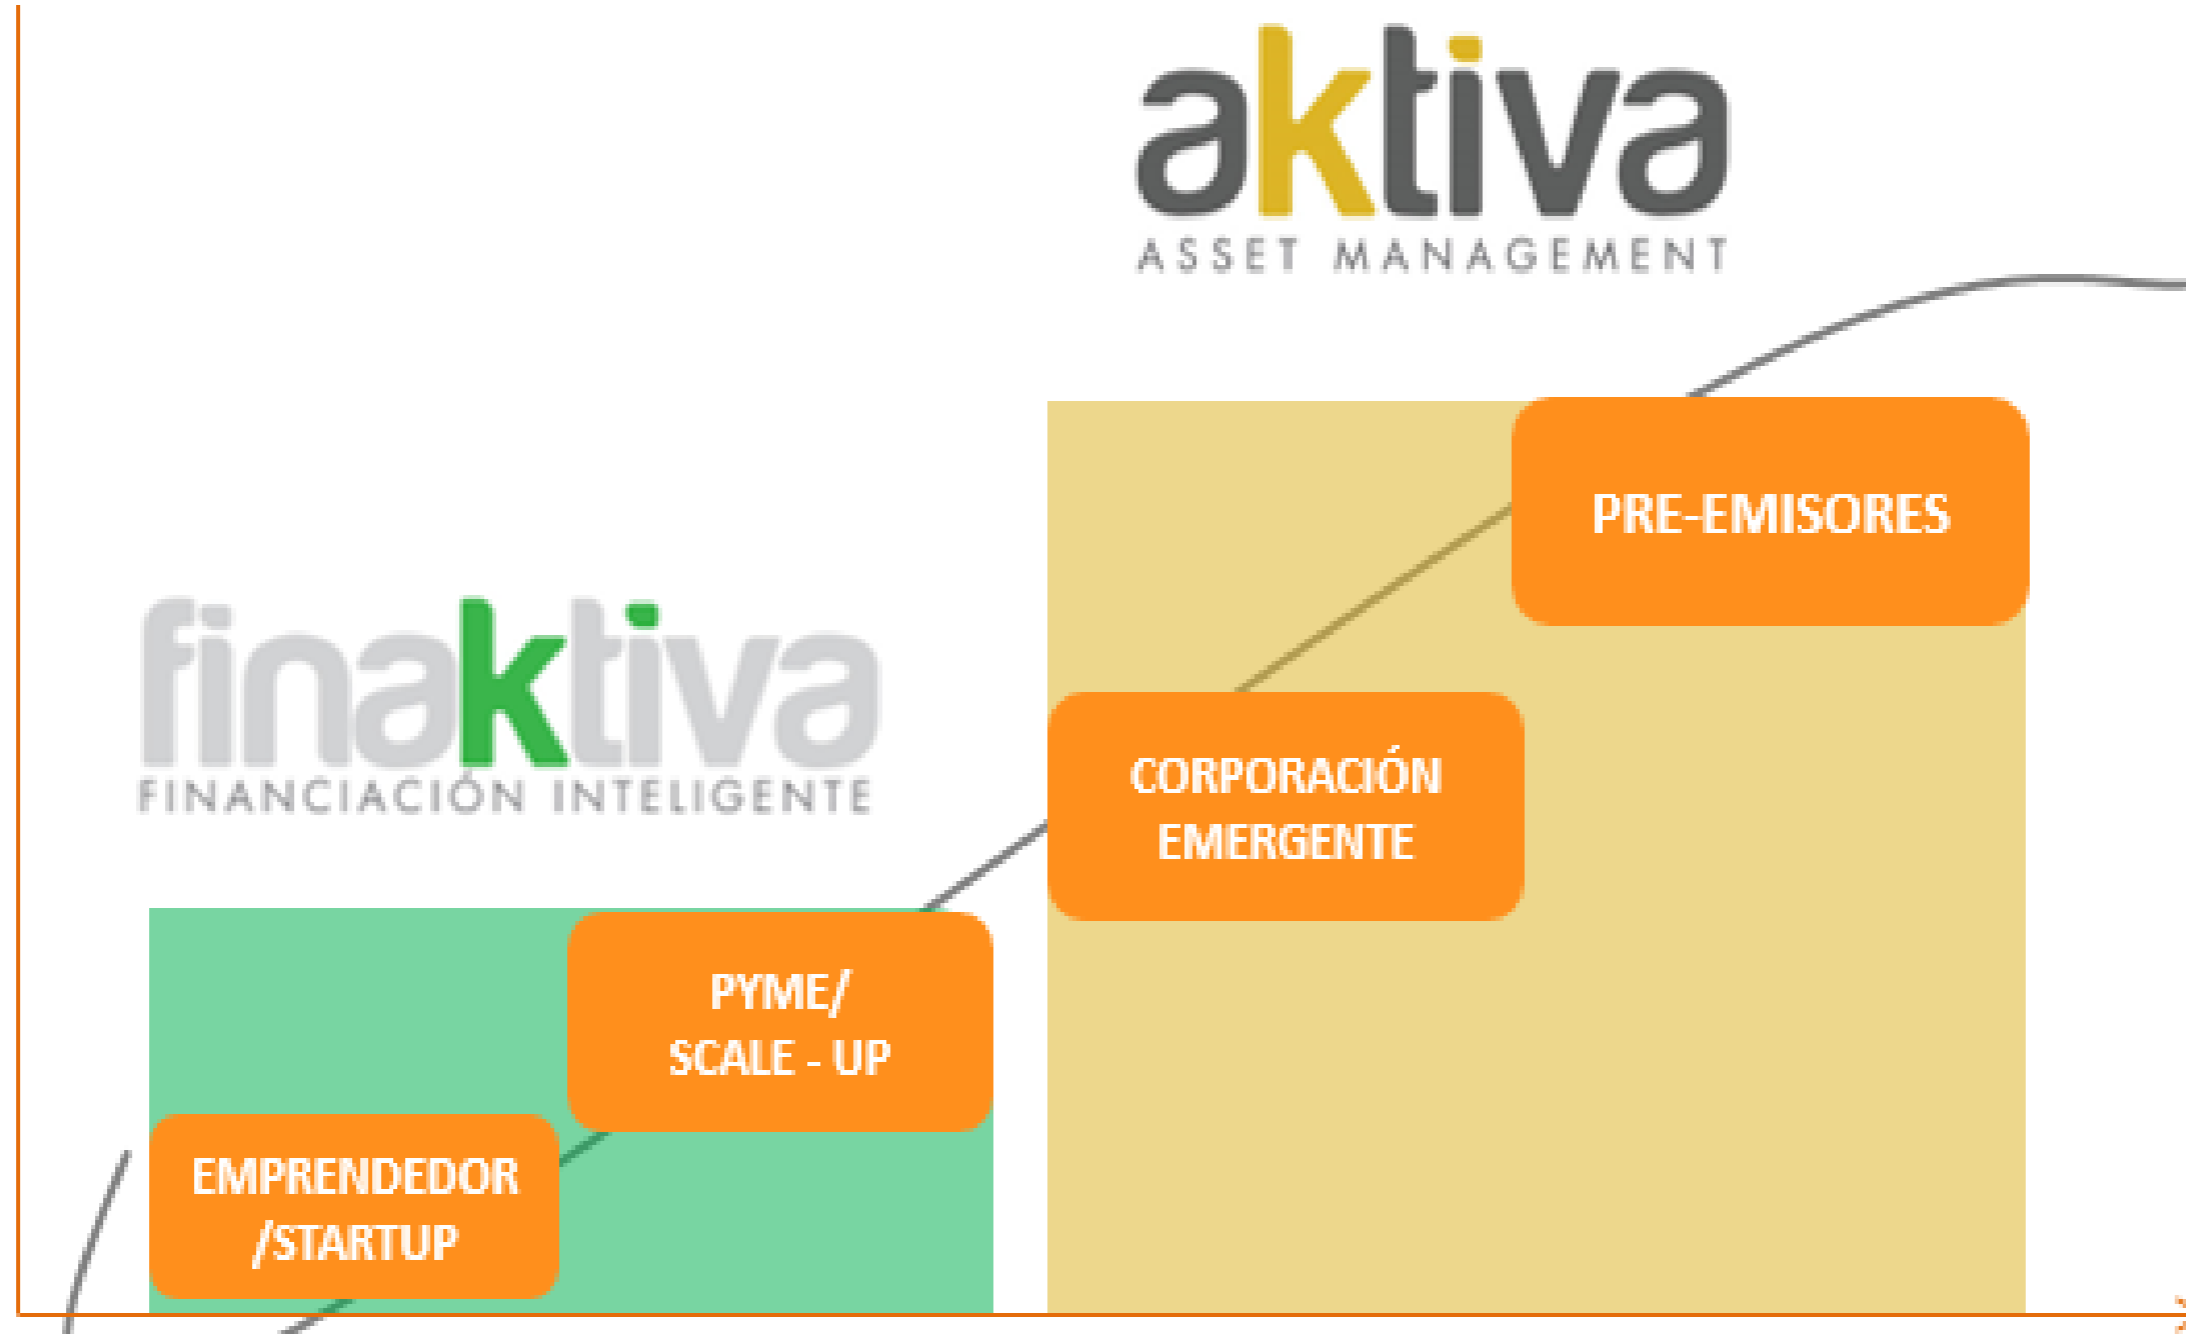 aktiva
ASSET MANAGEMENT
PRE-EMISORES
finaktiva
FINANCIACIÓN INTELIGENTE
CORPORACIÓN
EMERGENTE
PYME/
SCALE - UP
EMPRENDEDOR
/STARTUP